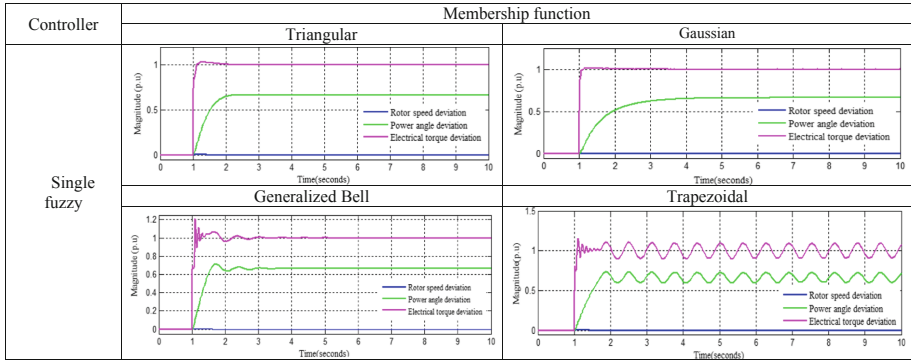 Controller
Membership function
Triangular
Gaussian
Single
fuzzy
Magnitude (p.u)
1
0.5
0
Rotor speed deviation
Power angle deviation
Electrical torque deviation
0 1 2 3 4 5 6 7 8 9 10
Time(seconds)
Magnitude (p.u)
1
0.5
0
Rotor speed deviation
Power angle deviation
Electrical torque deviation
0 1 2 3 4 5 6 7 8 9 10
Time(seconds)
Generalized Bell
Trapezoidal
Magnitude (p.u)
1.2
1
0.8
0.6
0.4
0.2
0
Rotor speed deviation
Power angle deviation
Electrical torque deviation
0 1 2 3 4 5 6 7 8 9 10
Time(seconds)
Magnitude(p.u)
1.5
1
0.5
0
Rotor speed deviation
Power angle deviation
Electrical torque deviation
0 1 2 3 4 5 6 7 8 9 10
Time(seconds)